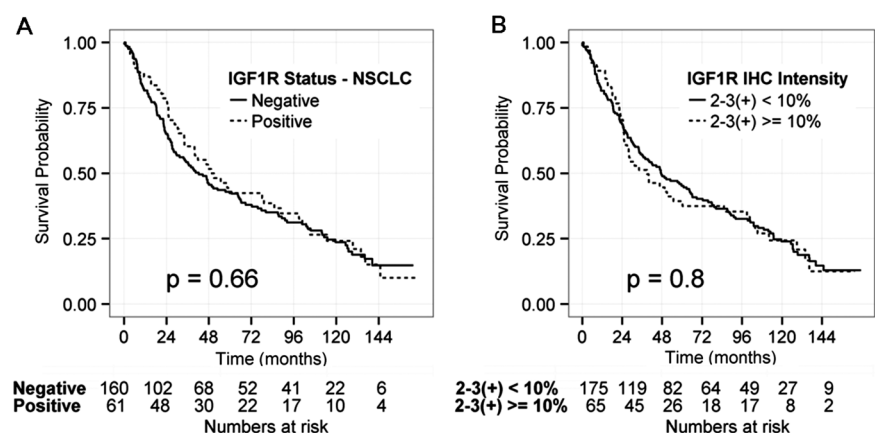 A
1.00
0.75
0.50
0.25
0.00
Survival Probability
IGF1R Status - NSCLC
Negative
Positive
p = 0.66
0 24 48 72 96 120 144
Time (months)
Negative 160 102 68 52 41 22 6
Positive 61 48 30 22 17 10 4
Numbers at risk
B
1.00
0.75
0.50
0.25
0.00
Survival Probability
IGF1R IHC Intensity
2-3(+) < 10%
2-3(+) >= 10%
p = 0.8
0 24 48 72 96 120 144
Time (months)
2-3(+) < 10% 175 119 82 64 49 27 9
2-3(+) >= 10% 65 45 26 18 17 8 2
Numbers at risk